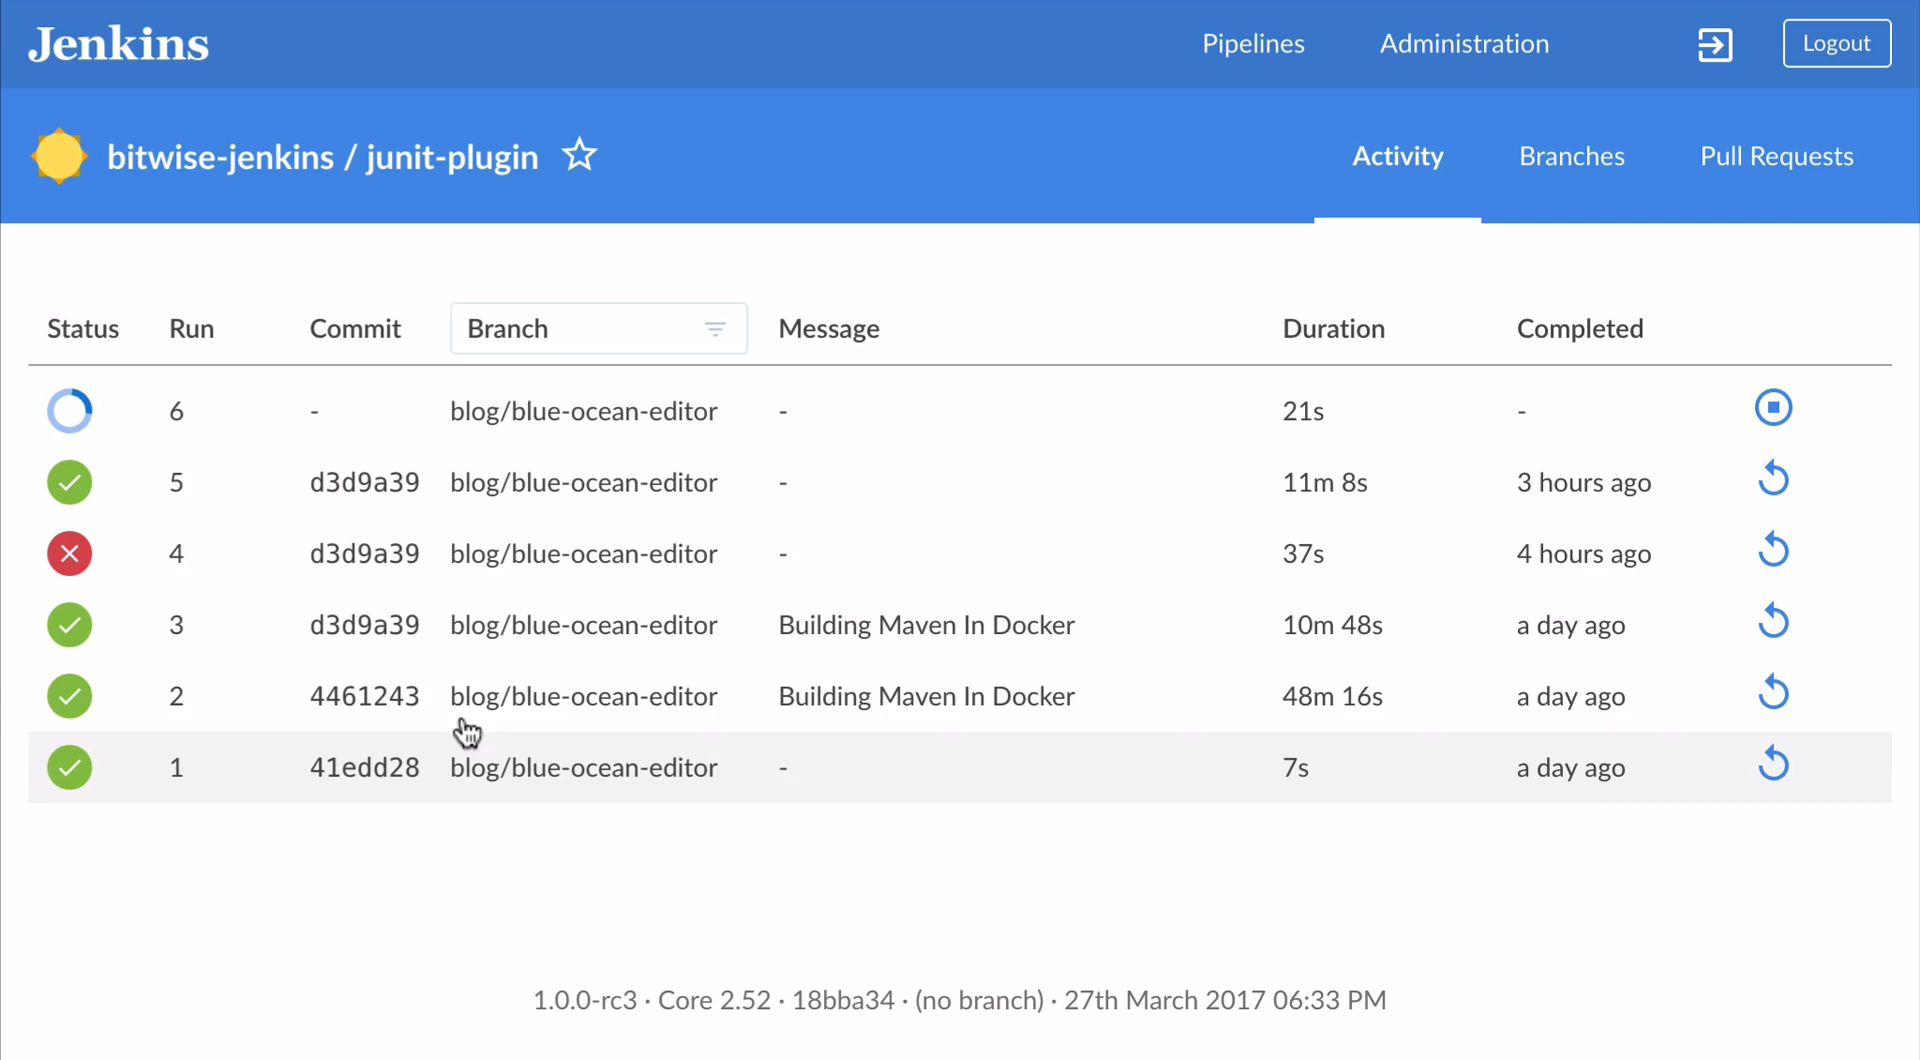 Jenkins Pipelines Administration Logout
bitwise-jenkins / junit-plugin Activity Branches Pull Requests
Status Run Commit Branch Message Duration Completed
6 - blog/blue-ocean-editor - 21s -
5 d3d9a39 blog/blue-ocean-editor - 11m 8s 3 hours ago
4 d3d9a39 blog/blue-ocean-editor - 37s 4 hours ago
3 d3d9a39 blog/blue-ocean-editor Building Maven In Docker 10m 48s a day ago
2 4461243 blog/blue-ocean-editor Building Maven In Docker 48m 16s a day ago
1 41edd28 blog/blue-ocean-editor - 7s a day ago
1.0.0-rc3 · Core 2.52 · 18bba34 · (no branch) · 27th March 2017 06:33 PM